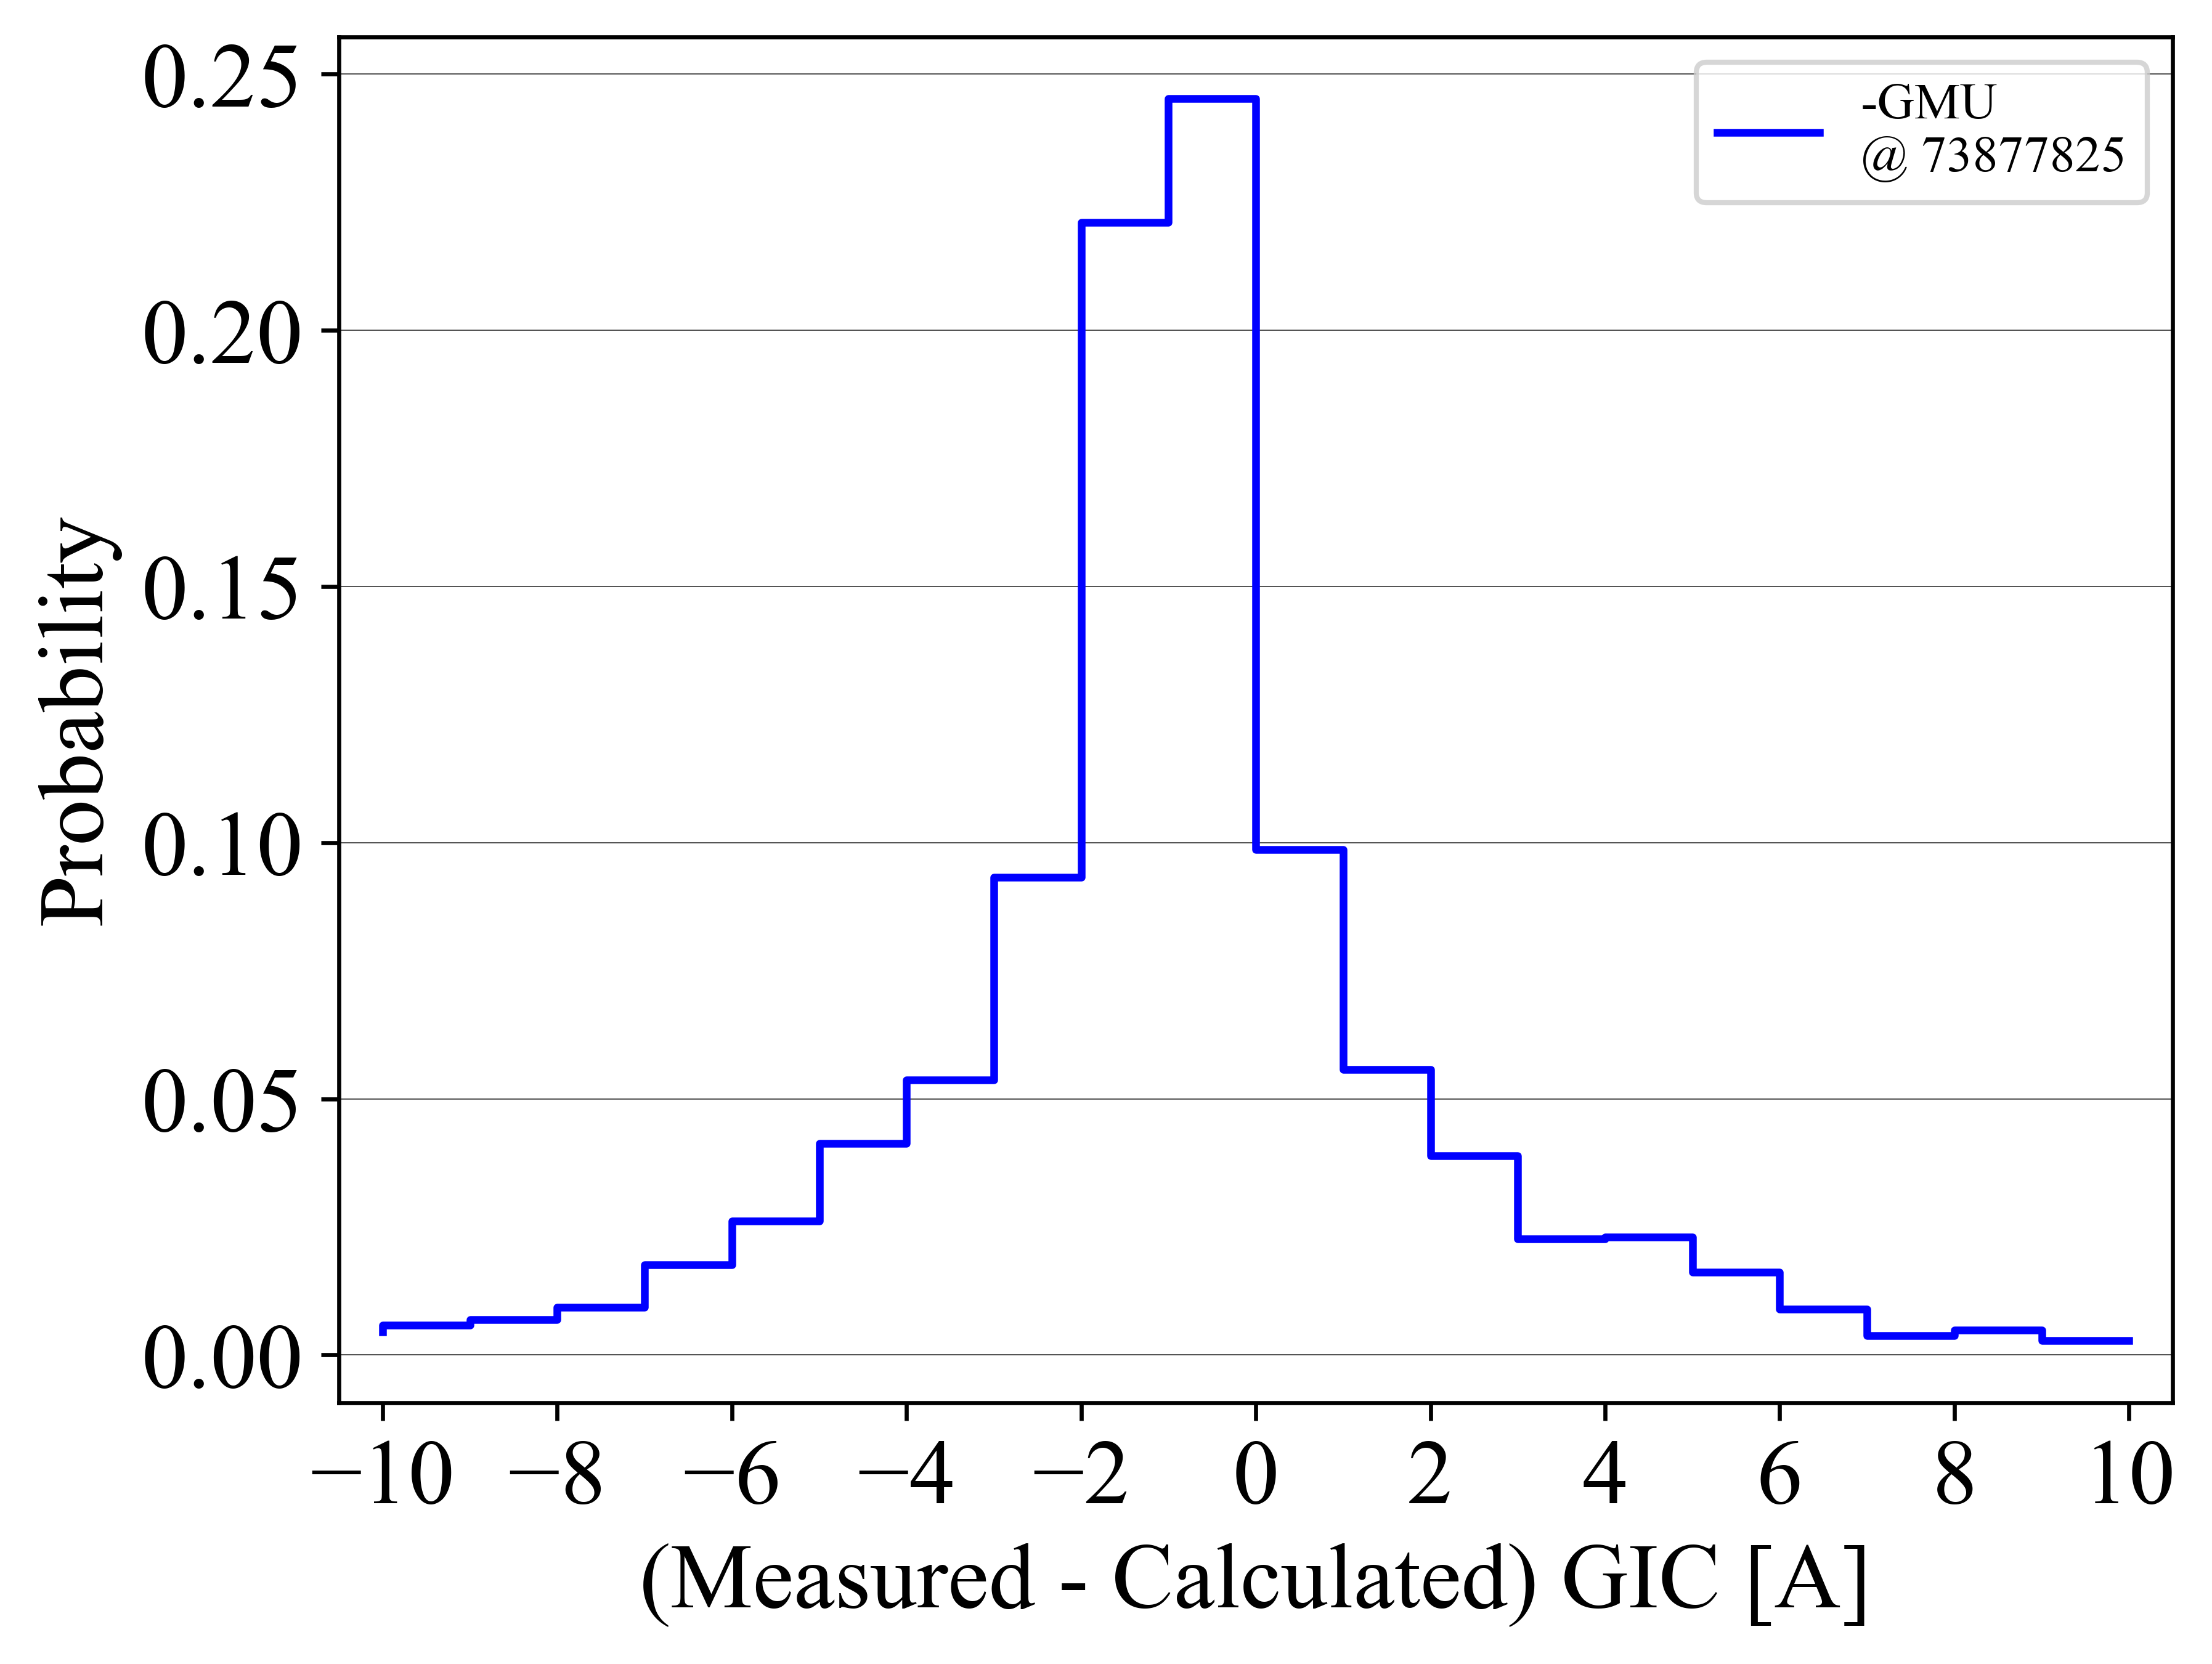 0.25
0.20
0.15
0.10
0.05
0.00
Probability
-GMU
@ 73877825
−10 −8 −6 −4 −2 0 2 4 6 8 10
(Measured - Calculated) GIC [A]